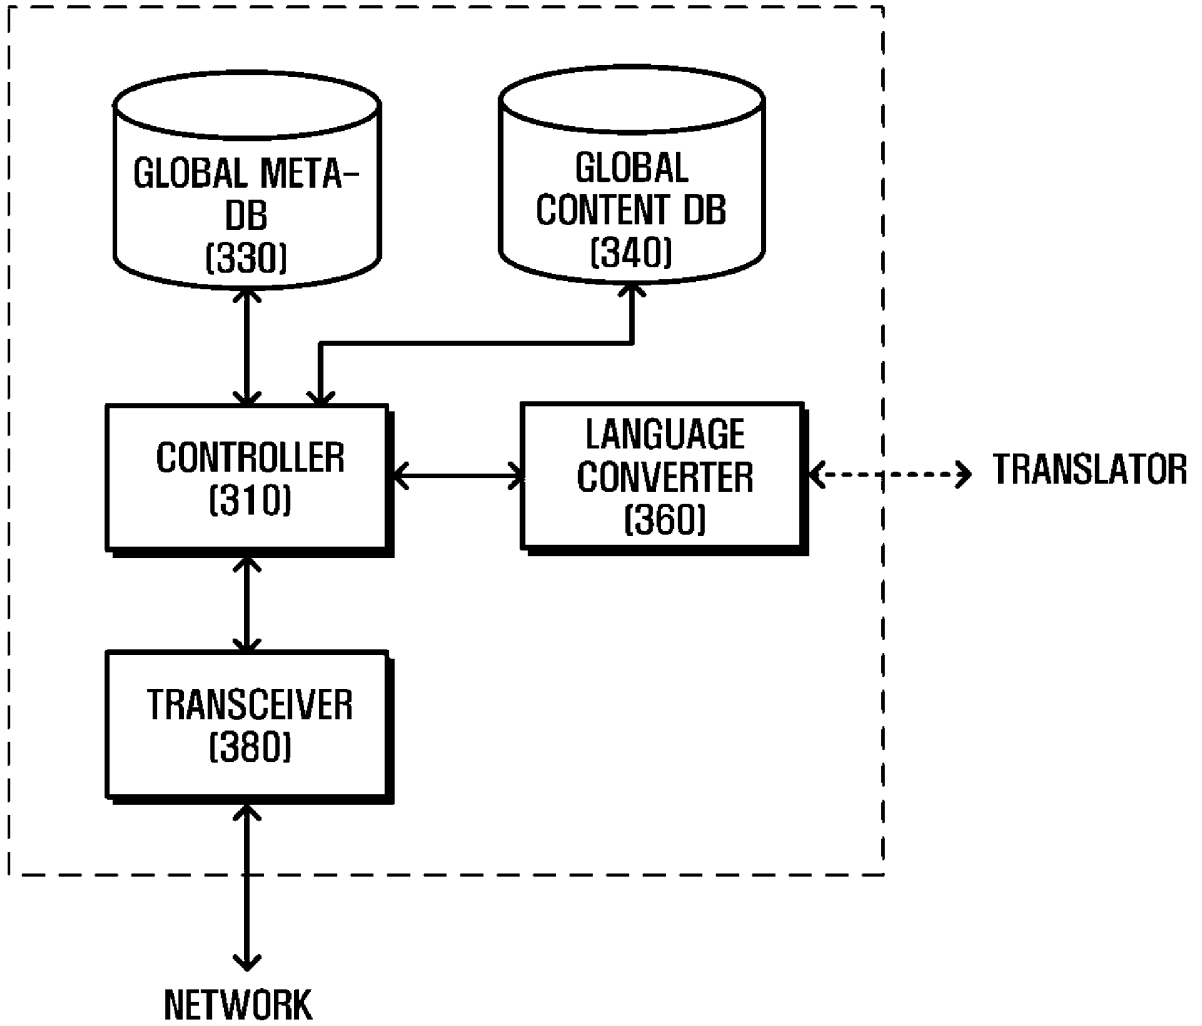 GLOBAL META-
DB
(330)
GLOBAL
CONTENT DB
(340)
CONTROLLER
(310)
LANGUAGE
CONVERTER
(360)
TRANSLATOR
TRANSCEIVER
(380)
NETWORK